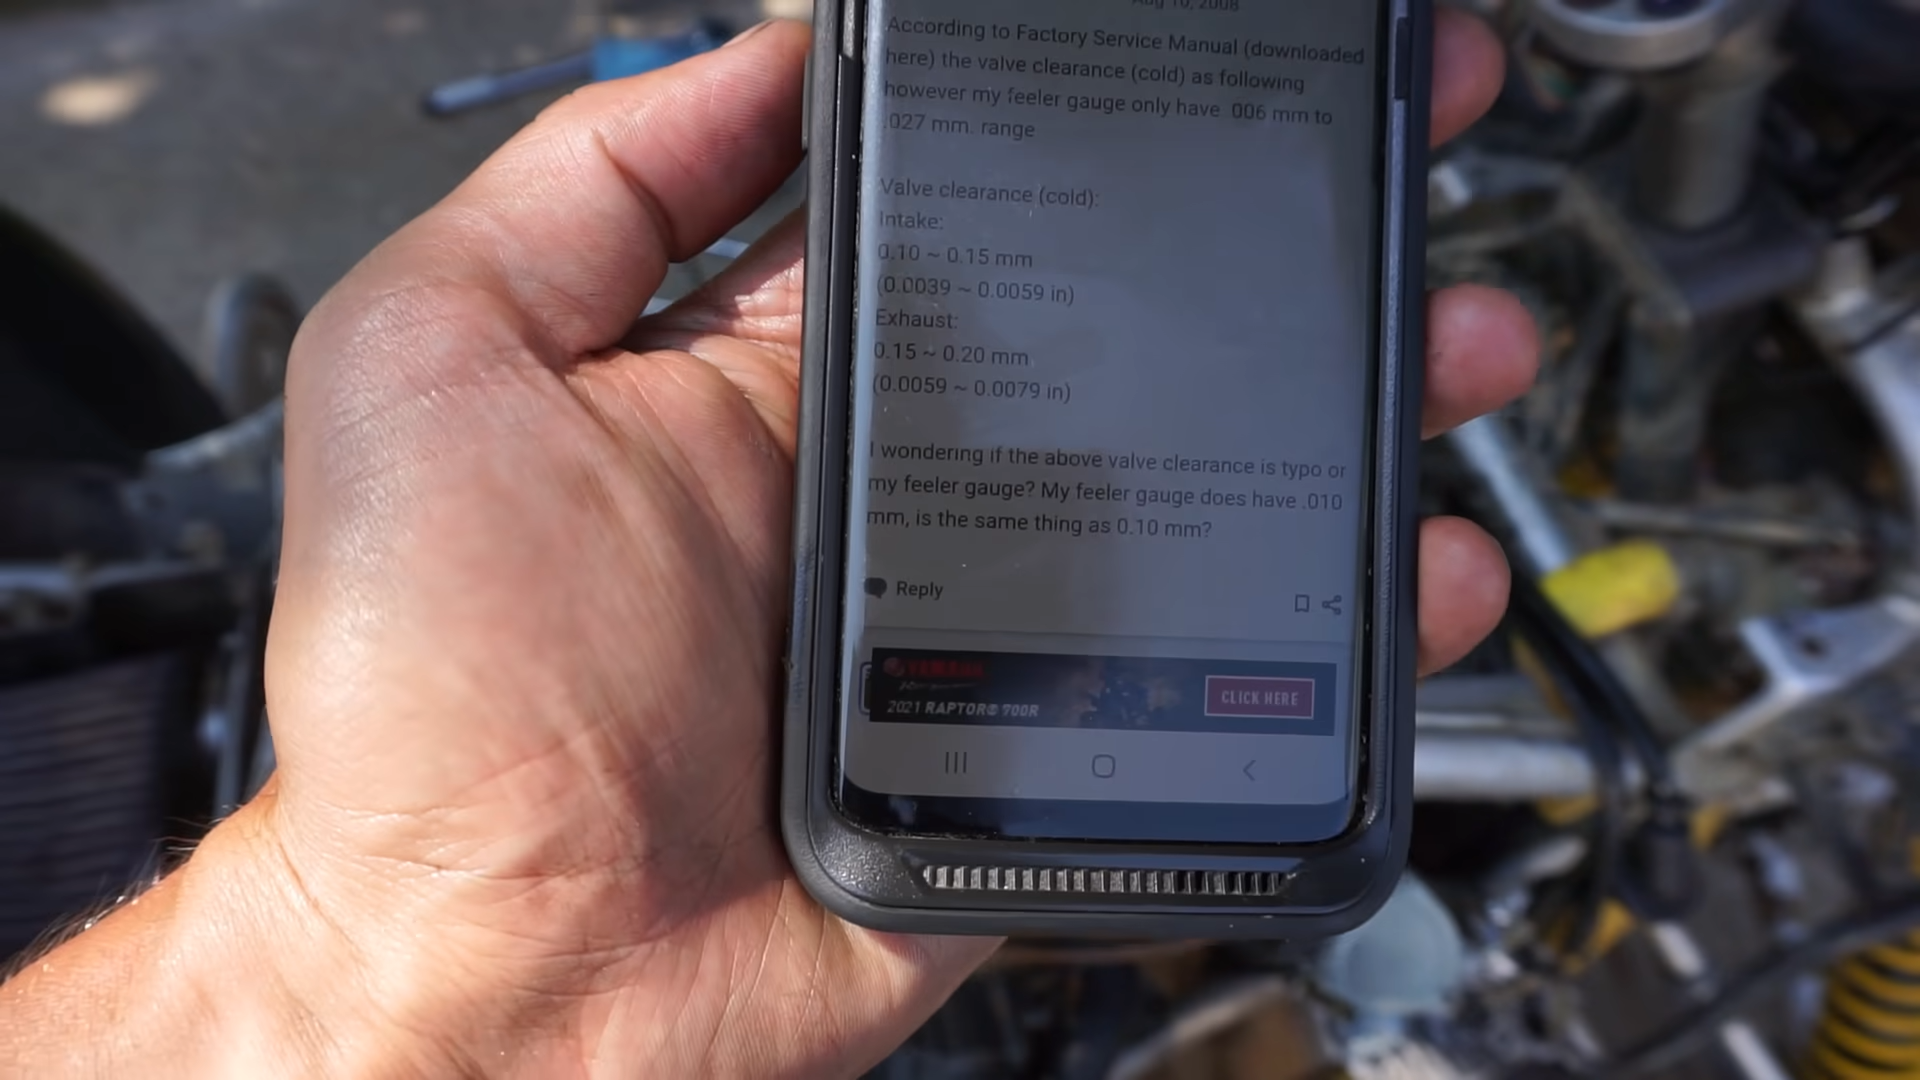 Aug 10, 2008
According to Factory Service Manual (downloaded
here) the valve clearance (cold) as following
however my feeler gauge only have .006 mm to
.027 mm. range
Valve clearance (cold):
Intake:
0.10 ~ 0.15 mm
(0.0039 ~ 0.0059 in)
Exhaust:
0.15 ~ 0.20 mm
(0.0059 ~ 0.0079 in)
I wondering if the above valve clearance is typo or
my feeler gauge? My feeler gauge does have .010
mm, is the same thing as 0.10 mm?
Reply
YAMAHA
2021 RAPTOR® 700R
CLICK HERE